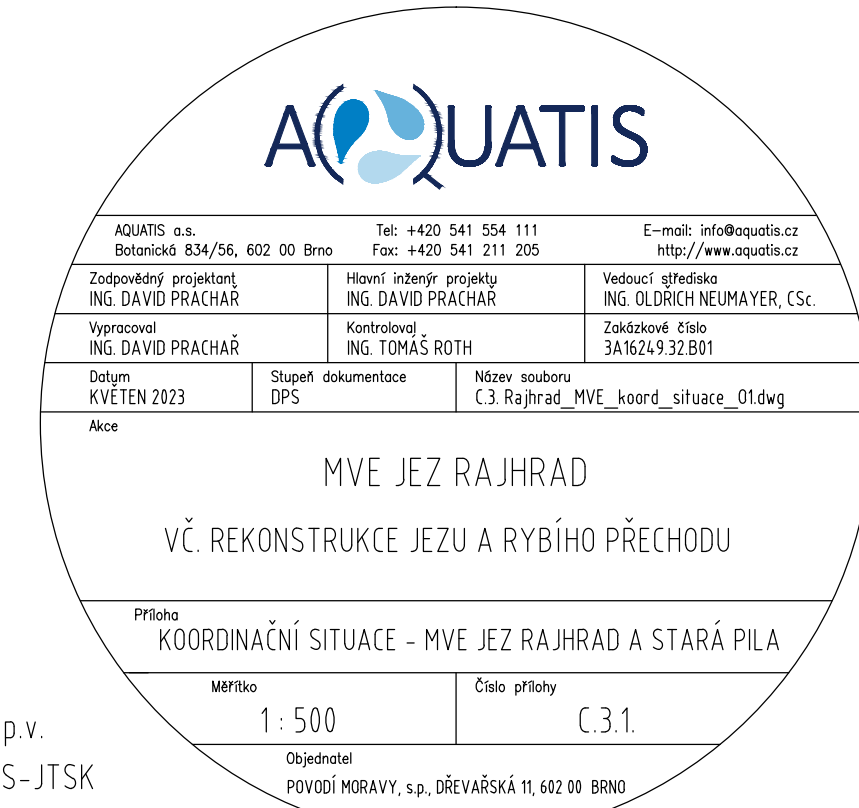 AQUATIS
AQUATIS a.s. Tel: +420 541 554 111 E-mail: info@aquatis.cz
Botanická 834/56, 602 00 Brno Fax: +420 541 211 205 http://www.aquatis.cz
Zodpovědný projektant Hlavní inženýr projektu Vedoucí střediska
ING. DAVID PRACHAŘ ING. DAVID PRACHAŘ ING. OLDŘICH NEUMAYER, CSc.
Vypracoval Kontroloval Zakázkové číslo
ING. DAVID PRACHAŘ ING. TOMÁŠ ROTH 3A16249.32.B01
Datum Stupeň dokumentace Název souboru
KVĚTEN 2023 DPS C.3. Rajhrad_MVE_koord_situace_01.dwg
Akce
MVE JEZ RAJHRAD
VČ. REKONSTRUKCE JEZU A RYBÍHO PŘECHODU
Příloha
KOORDINAČNÍ SITUACE - MVE JEZ RAJHRAD A STARÁ PILA
Měřítko Číslo přílohy
1 : 500 C.3.1.
p.v.
S-JTSK
Objednatel
POVODÍ MORAVY, s.p., DŘEVAŘSKÁ 11, 602 00 BRNO